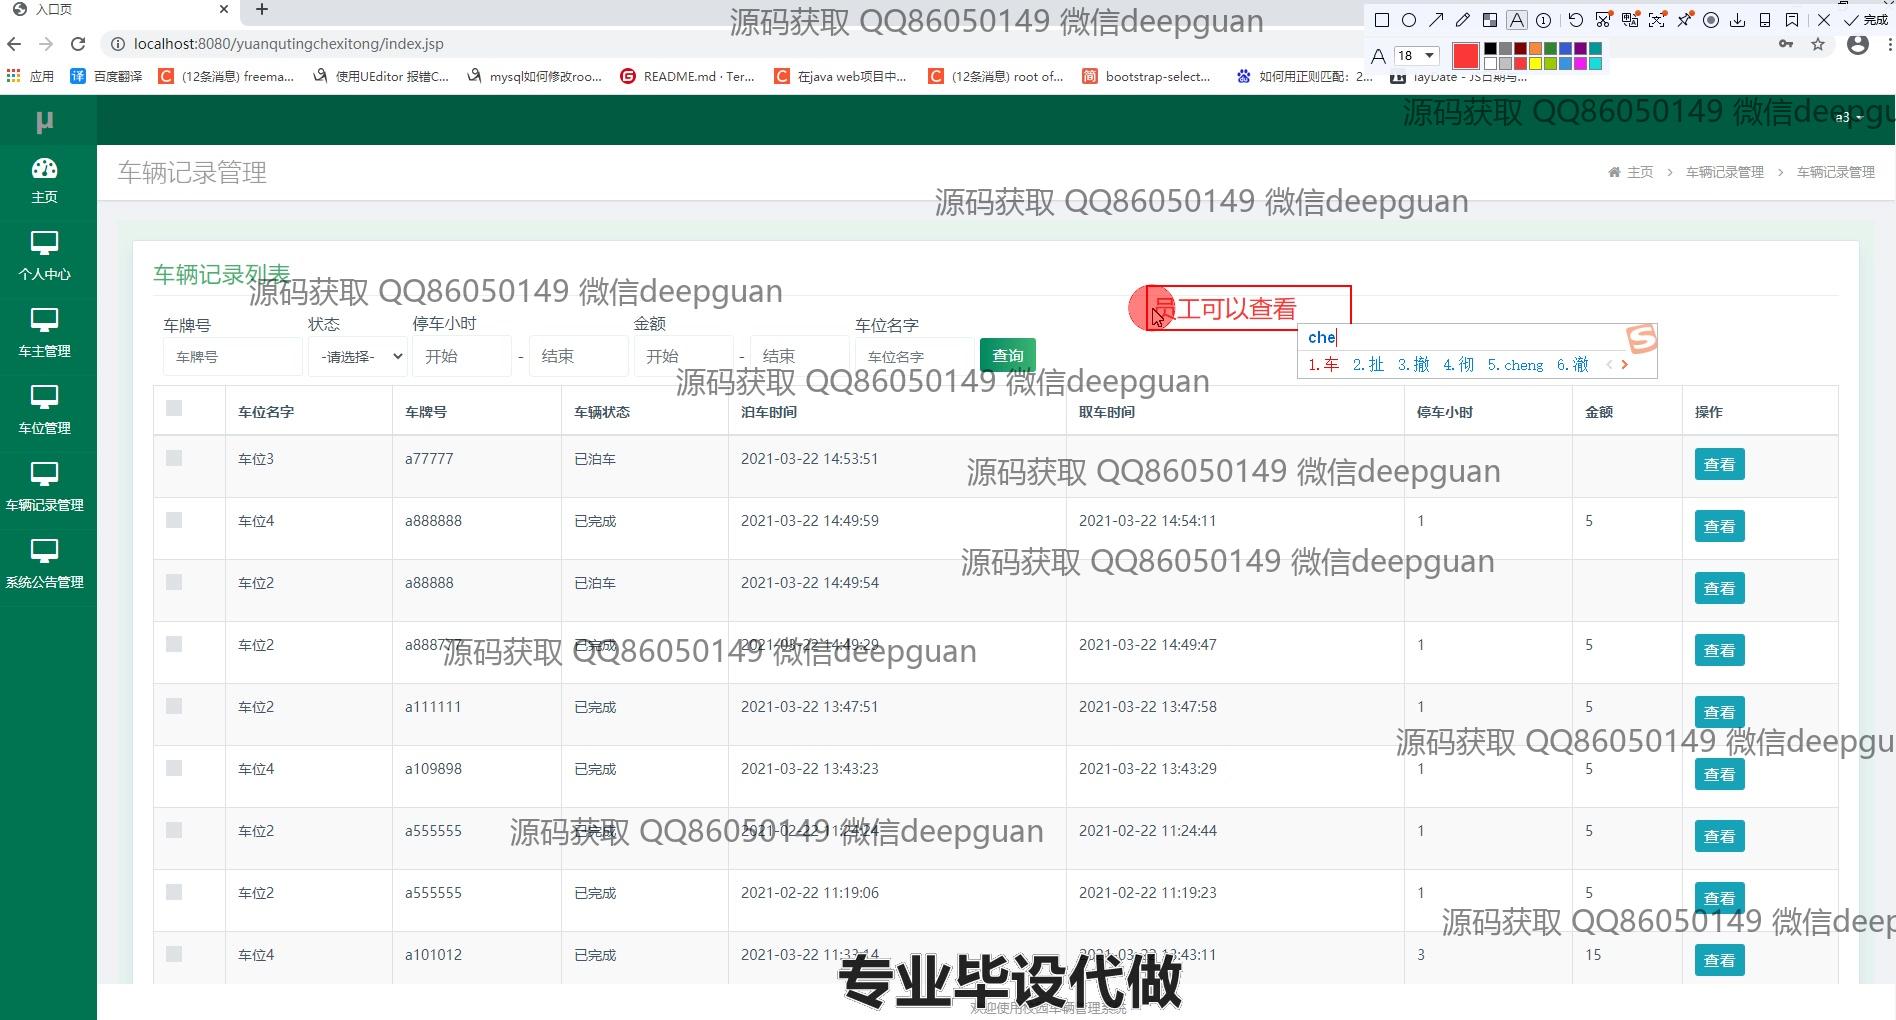 入口页
源码获取 QQ86050149 微信deepguan
完成
localhost:8080/yuanqutingchexitong/index.jsp
A 18
应用 百度翻译 (12条消息) freema... 使用UEditor 报错C... mysql如何修改roo... README.md · Ter... 在java web项目中... (12条消息) root of... bootstrap-select... 如何用正则匹配：2... layDate - JS日期与...
μ
源码获取 QQ86050149 微信deepgu
a3
主页
个人中心
车主管理
车位管理
车辆记录管理
系统公告管理
车辆记录管理
主页 > 车辆记录管理 > 车辆记录管理
源码获取 QQ86050149 微信deepguan
车辆记录列表
源码获取 QQ86050149 微信deepguan
员工可以查看
che
1.车 2.扯 3.撤 4.彻 5.cheng 6.澈
车牌号 状态 停车小时 金额 车位名字
车牌号 -请选择- 开始 - 结束 开始 - 结束 车位名字 查询
源码获取 QQ86050149 微信deepguan
车位名字 车牌号 车辆状态 泊车时间 取车时间 停车小时 金额 操作
车位3 a77777 已泊车 2021-03-22 14:53:51 查看
源码获取 QQ86050149 微信deepguan
车位4 a888888 已完成 2021-03-22 14:49:59 2021-03-22 14:54:11 1 5 查看
源码获取 QQ86050149 微信deepguan
车位2 a88888 已泊车 2021-03-22 14:49:54 查看
车位2 a888777 已完成 2021-03-22 14:49:29 2021-03-22 14:49:47 1 5 查看
源码获取 QQ86050149 微信deepguan
车位2 a111111 已完成 2021-03-22 13:47:51 2021-03-22 13:47:58 1 5 查看
源码获取 QQ86050149 微信deepgu
车位4 a109898 已完成 2021-03-22 13:43:23 2021-03-22 13:43:29 1 5 查看
车位2 a555555 已完成 2021-02-22 11:24:24 2021-02-22 11:24:44 1 5 查看
源码获取 QQ86050149 微信deepguan
车位2 a555555 已完成 2021-02-22 11:19:06 2021-02-22 11:19:23 1 5 查看
源码获取 QQ86050149 微信deep
车位4 a101012 已完成 2021-03-22 11:33:14 13:43:11 3 15 查看
专业毕设代做
欢迎使用校园车辆管理系统